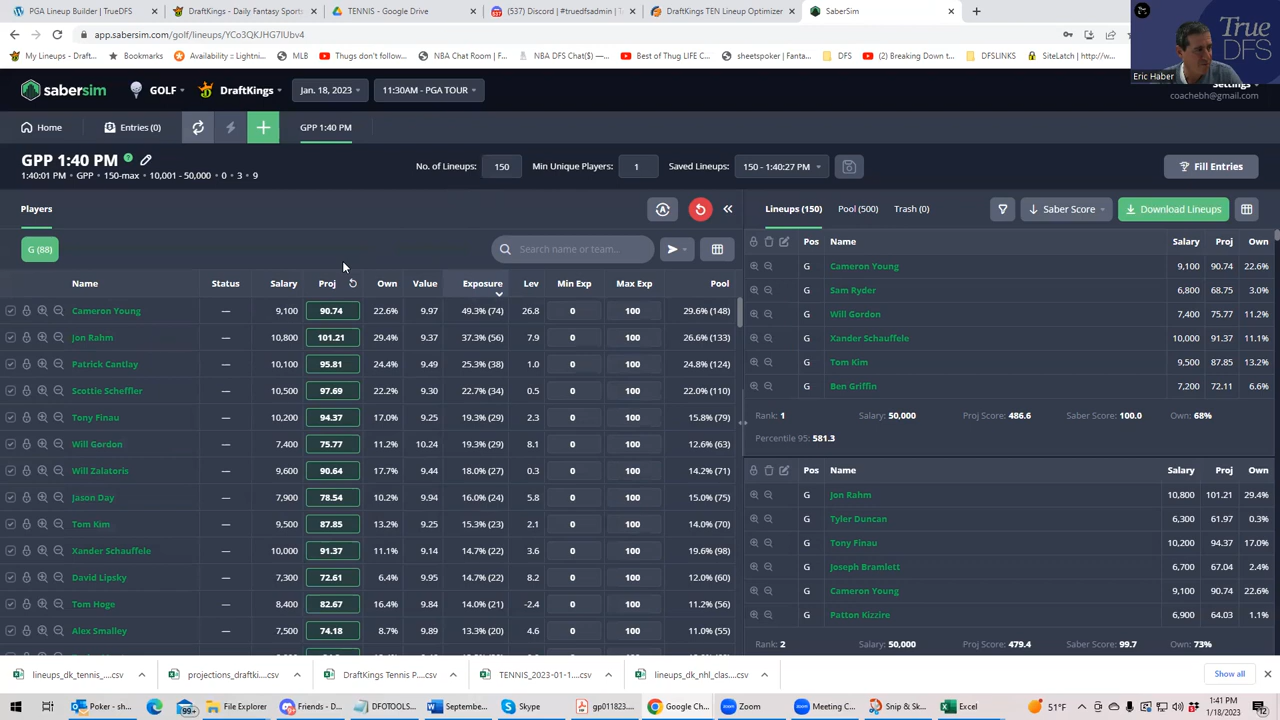 PGA Lineup Builder | TrueDFS
DraftKings - Daily Fantasy Sport
TENNIS - Google Drive
(537) Discord | #truedfsadmin | T
DraftKings TEN Lineup Optimizer
SaberSim
app.sabersim.com/golf/lineups/YCo3QKJHG7IUbv4
My Lineups - Draft...
Bookmarks
Availability :: Lightni...
MLB
Thugs don't follow...
NBA Chat Room ( F...
NBA DFS Chat($) —...
Best of Thug LIFE C...
sheetspoker | Fant...
DFS
(2) Breaking Down t...
DFSLINKS
SiteLatch | http://w...
True DFS
Eric Haber
sabersim
GOLF
DraftKings
Jan. 18, 2023
11:30AM - PGA TOUR
Settings
coachebh@gmail.com
Home
Entries (0)
GPP 1:40 PM
GPP 1:40 PM
1:40:01 PM • GPP • 150-max • 10,001 - 50,000 • 0 • 3 • 9
No. of Lineups: 150
Min Unique Players: 1
Saved Lineups: 150 - 1:40:27 PM
Fill Entries
Players
G (88)
Search name or team...
Lineups (150)
Pool (500)
Trash (0)
Saber Score
Download Lineups
Name Status Salary Proj Own Value Exposure Lev Min Exp Max Exp Pool
Cameron Young — 9,100 90.74 22.6% 9.97 49.3% (74) 26.8 0 100 29.6% (148)
Jon Rahm — 10,800 101.21 29.4% 9.37 37.3% (56) 7.9 0 100 26.6% (133)
Patrick Cantlay — 10,100 95.81 24.4% 9.49 25.3% (38) 1.0 0 100 24.8% (124)
Scottie Scheffler — 10,500 97.69 22.2% 9.30 22.7% (34) 0.5 0 100 22.0% (110)
Tony Finau — 10,200 94.37 17.0% 9.25 19.3% (29) 2.3 0 100 15.8% (79)
Will Gordon — 7,400 75.77 11.2% 10.24 19.3% (29) 8.1 0 100 12.6% (63)
Will Zalatoris — 9,600 90.64 17.7% 9.44 18.0% (27) 0.3 0 100 14.2% (71)
Jason Day — 7,900 78.54 10.2% 9.94 16.0% (24) 5.8 0 100 15.0% (75)
Tom Kim — 9,500 87.85 13.2% 9.25 15.3% (23) 2.1 0 100 14.0% (70)
Xander Schauffele — 10,000 91.37 11.1% 9.14 14.7% (22) 3.6 0 100 19.6% (98)
David Lipsky — 7,300 72.61 6.4% 9.95 14.7% (22) 8.2 0 100 12.0% (60)
Tom Hoge — 8,400 82.67 16.4% 9.84 14.0% (21) -2.4 0 100 11.2% (56)
Alex Smalley — 7,500 74.18 8.7% 9.89 13.3% (20) 4.6 0 100 11.0% (55)
Pos Name Salary Proj Own
G Cameron Young 9,100 90.74 22.6%
G Sam Ryder 6,800 68.75 3.0%
G Will Gordon 7,400 75.77 11.2%
G Xander Schauffele 10,000 91.37 11.1%
G Tom Kim 9,500 87.85 13.2%
G Ben Griffin 7,200 72.11 6.6%
Rank: 1 Salary: 50,000 Proj Score: 486.6 Saber Score: 100.0 Own: 68%
Percentile 95: 581.3
Pos Name Salary Proj Own
G Jon Rahm 10,800 101.21 29.4%
G Tyler Duncan 6,300 61.97 0.3%
G Tony Finau 10,200 94.37 17.0%
G Joseph Bramlett 6,700 67.04 2.4%
G Cameron Young 9,100 90.74 22.6%
G Patton Kizzire 6,900 64.03 1.1%
Rank: 2 Salary: 50,000 Proj Score: 479.4 Saber Score: 99.7 Own: 73%
lineups_dk_tennis_....csv
projections_draftki....csv
DraftKings Tennis P....csv
TENNIS_2023-01-1....csv
lineups_dk_nhl_clas....csv
Show all
Poker - sh...
99+
File Explorer
Friends - D...
DFOTOOLS...
Septembe...
Skype
gp011823...
Google Ch...
Zoom
Meeting C...
Snip & Sk...
Excel
51°F
1:41 PM
1/18/2023